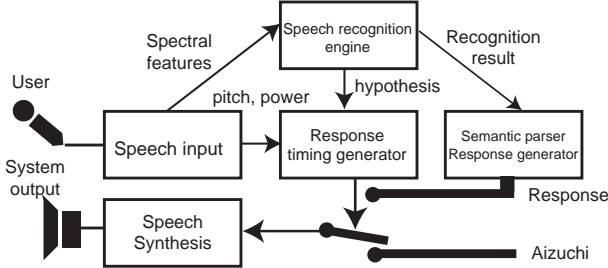 Speech recognition
engine
Spectral
features
Recognition
result
User
pitch, power
hypothesis
Speech input
Response
timing generator
Semantic parser
Response generator
System
output
Response
Speech
Synthesis
Aizuchi